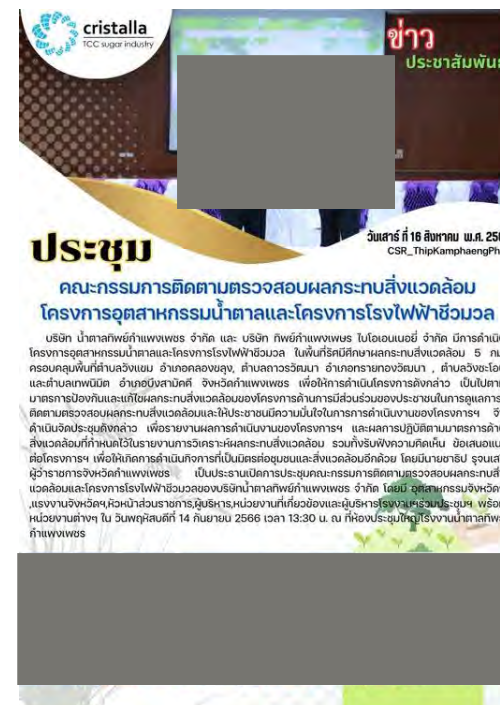 cristalla
TCC sugar industry
ข่าว
ประชาสัมพันธ
ประชุม
วันเสาร์ ที่ 16 สิงหาคม พ.ศ. 256
CSR_ThipKamphaengPh
คณะกรรมการติดตามตรวจสอบผลกระทบสิ่งแวดล้อม
โครงการอุตสาหกรรมน้ำตาลและโครงการโรงไฟฟ้าชีวมวล
บริษัท น้ำตาลทิพย์กำแพงเพชร จำกัด และ บริษัท ทิพย์กำแพงเพชร ไบโอเอนเนอยี่ จำกัด มีการดำเนิ
โครงการอุตสาหกรรมน้ำตาลและโครงการโรงไฟฟ้าชีวมวล ในพื้นที่รัศมีศึกษาผลกระทบสิ่งแวดล้อม 5 กม
ครอบคลุมพื้นที่ตำบลวังแขม อำเภอคลองขลุง, ตำบลถาวรวัฒนา อำเภอทรายทองวัฒนา , ตำบลวังชะโอ
และตำบลเทพนิมิต อำเภอบึงสามัคคี จังหวัดกำแพงเพชร เพื่อให้การดำเนินโครงการดังกล่าว เป็นไปตาม
มาตรการป้องกันและแก้ไขผลกระทบสิ่งแวดล้อมของโครงการด้านการมีส่วนร่วมของประชาชนในการดูแลการ
ติดตามตรวจสอบผลกระทบสิ่งแวดล้อมและให้ประชาชนมีความมั่นใจในการการดำเนินงานของโครงการฯ จึ
ดำเนินจัดประชุมดังกล่าว เพื่อรายงานผลการดำเนินงานของโครงการฯ และผลการปฏิบัติตามมาตรการด้าน
สิ่งแวดล้อมที่กำหนดไว้ในรายงานการวิเคราะห์ผลกระทบสิ่งแวดล้อม รวมทั้งรับฟังความคิดเห็น ข้อเสนอแน
ต่อโครงการฯ เพื่อให้เกิดการดำเนินกิจการที่เป็นมิตรต่อชุมชนและสิ่งแวดล้อมอีกด้วย โดยมีนายชาธิป รุจนเส
ผู้ว่าราชการจังหวัดกำแพงเพชร เป็นประธานเปิดการประชุมคณะกรรมการติดตามตรวจสอบผลกระทบสิ่
แวดล้อมและโครงการโรงไฟฟ้าชีวมวลของบริษัทน้ำตาลทิพย์กำแพงเพชร จำกัด โดยมี อุตสาหกรรมจังหวัดฯ
,แรงงานจังหวัดฯ,หัวหน้าส่วนราชการ,ผู้บริหาร,หน่วยงานที่เกี่ยวข้องและผู้บริหารโรงงานฯร่วมประชุมฯ พร้อม
หน่วยงานต่างๆ ใน วันพฤหัสบดีที่ 14 กันยายน 2566 เวลา 13:30 น. ณ ที่ห้องประชุมใหญ่โรงงานน้ำตาลทิพ
กำแพงเพชร